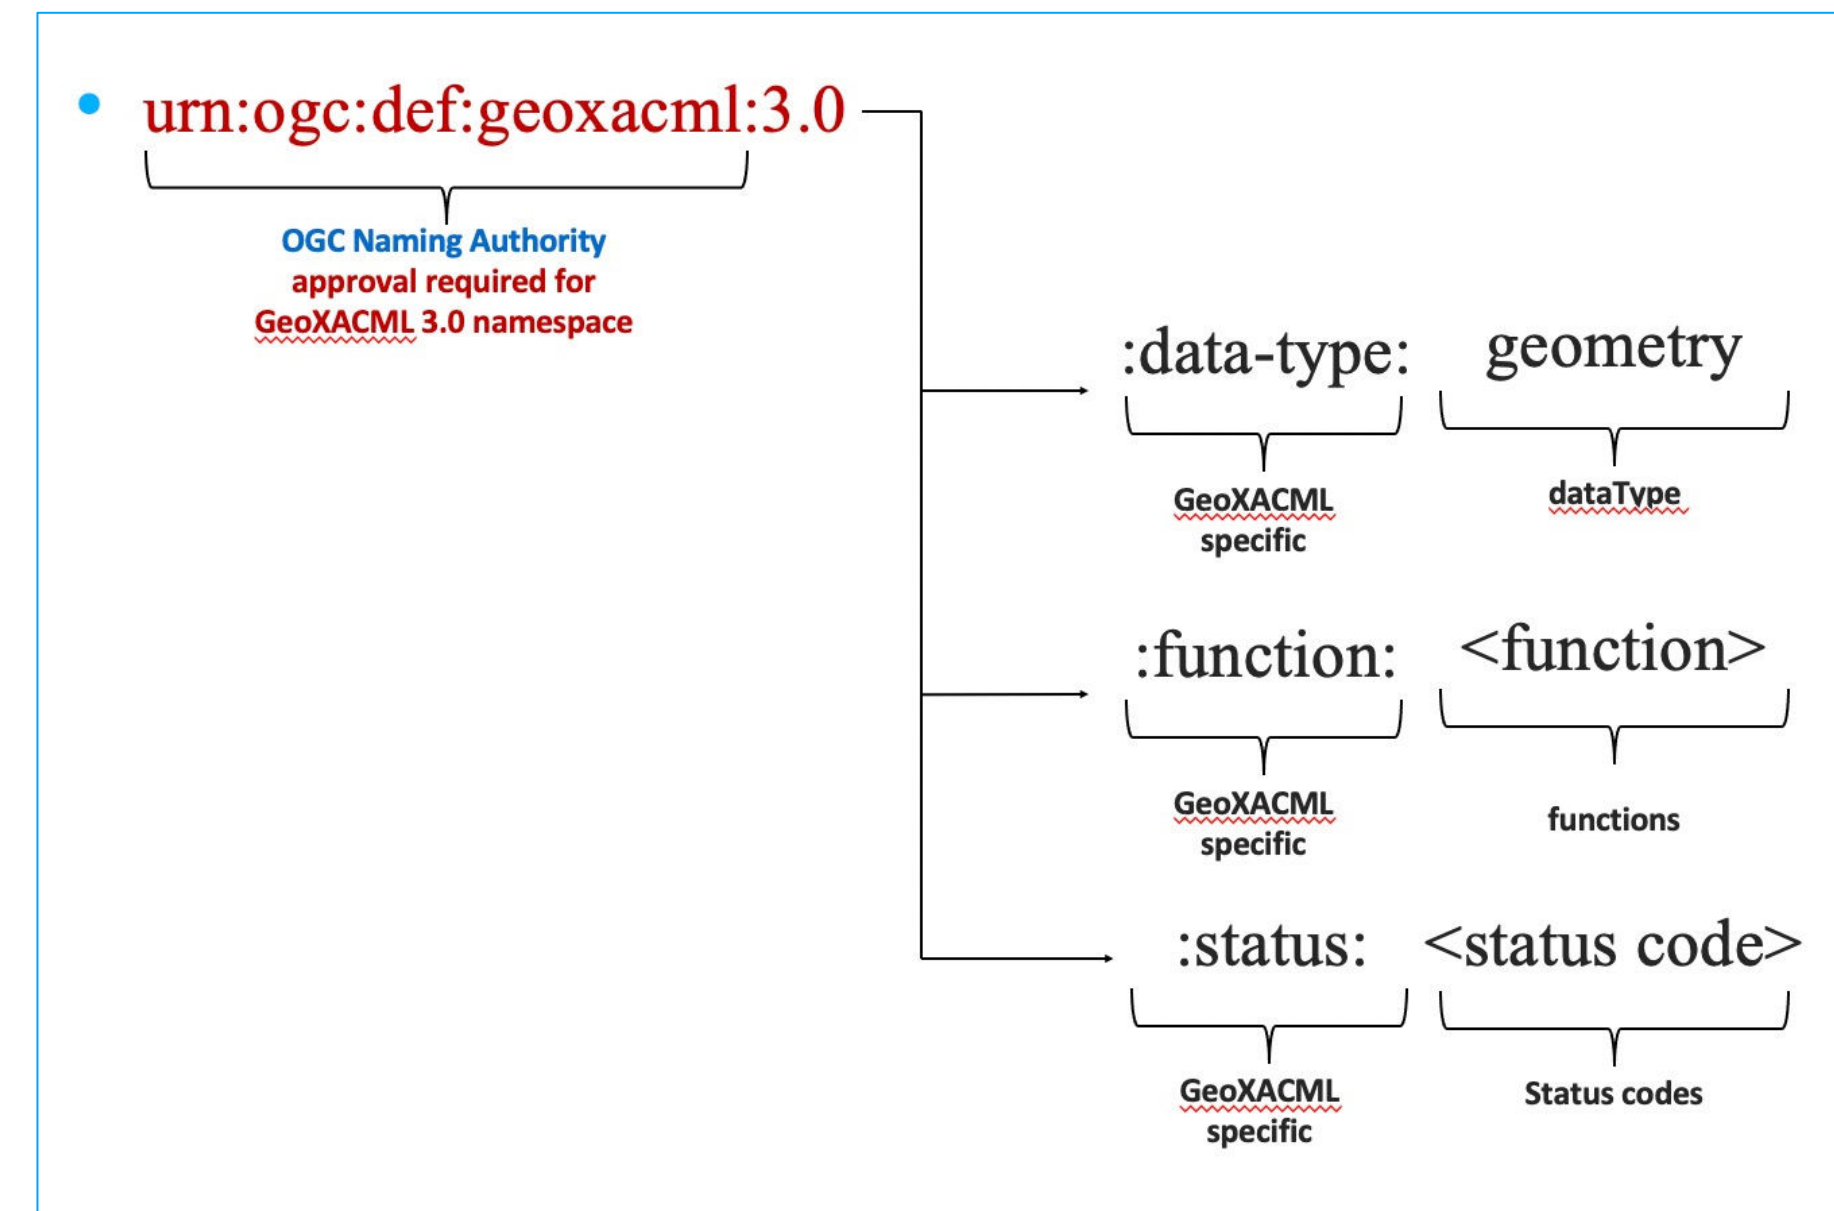 urn:ogc:def:geoxacml:3.0
OGC Naming Authority
approval required for
GeoXACML 3.0 namespace
:data-type: geometry
GeoXACML
specific
dataType
:function: <function>
GeoXACML
specific
functions
:status: <status code>
GeoXACML
specific
Status codes